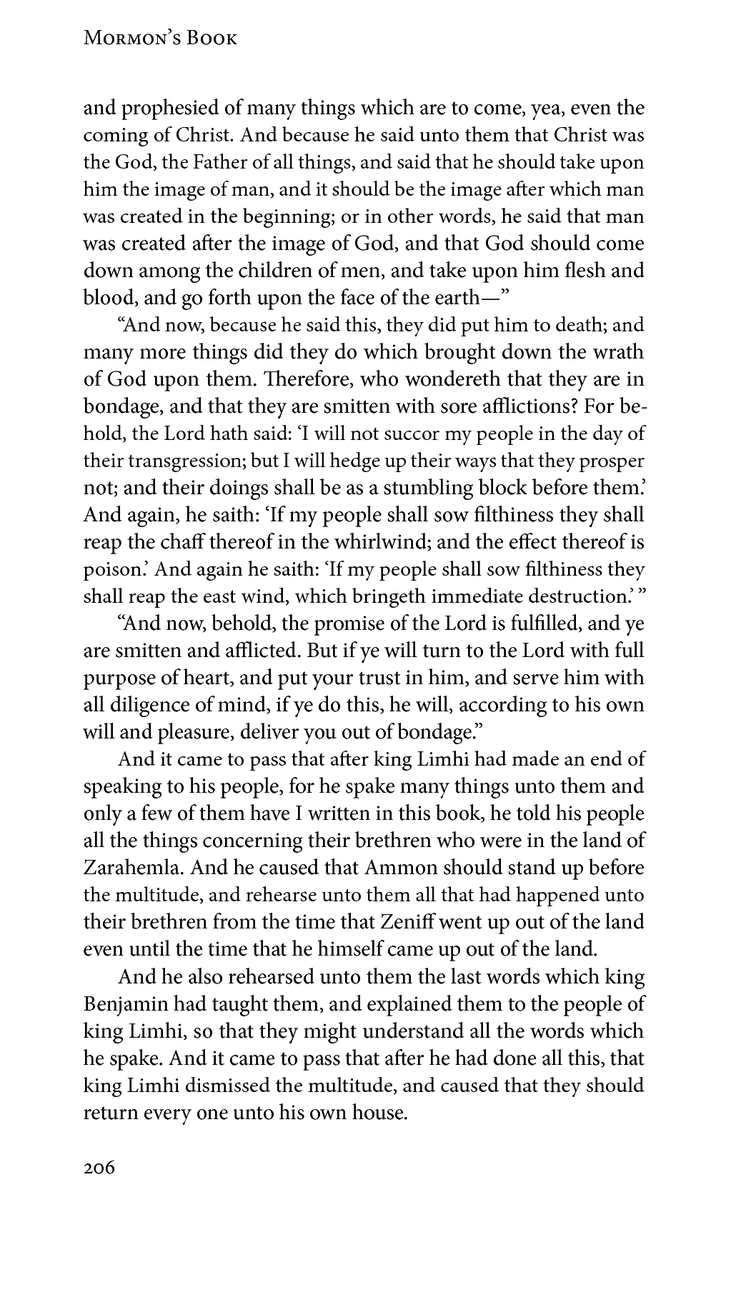 Mormon’s Book
and prophesied of many things which are to come, yea, even the
coming of Christ. And because he said unto them that Christ was
the God, the Father of all things, and said that he should take upon
him the image of man, and it should be the image after which man
was created in the beginning; or in other words, he said that man
was created after the image of God, and that God should come
down among the children of men, and take upon him flesh and
blood, and go forth upon the face of the earth—”
“And now, because he said this, they did put him to death; and
many more things did they do which brought down the wrath
of God upon them. Therefore, who wondereth that they are in
bondage, and that they are smitten with sore afflictions? For be-
hold, the Lord hath said: ‘I will not succor my people in the day of
their transgression; but I will hedge up their ways that they prosper
not; and their doings shall be as a stumbling block before them.’
And again, he saith: ‘If my people shall sow filthiness they shall
reap the chaff thereof in the whirlwind; and the effect thereof is
poison.’ And again he saith: ‘If my people shall sow filthiness they
shall reap the east wind, which bringeth immediate destruction.’ ”
“And now, behold, the promise of the Lord is fulfilled, and ye
are smitten and afflicted. But if ye will turn to the Lord with full
purpose of heart, and put your trust in him, and serve him with
all diligence of mind, if ye do this, he will, according to his own
will and pleasure, deliver you out of bondage.”
And it came to pass that after king Limhi had made an end of
speaking to his people, for he spake many things unto them and
only a few of them have I written in this book, he told his people
all the things concerning their brethren who were in the land of
Zarahemla. And he caused that Ammon should stand up before
the multitude, and rehearse unto them all that had happened unto
their brethren from the time that Zeniff went up out of the land
even until the time that he himself came up out of the land.
And he also rehearsed unto them the last words which king
Benjamin had taught them, and explained them to the people of
king Limhi, so that they might understand all the words which
he spake. And it came to pass that after he had done all this, that
king Limhi dismissed the multitude, and caused that they should
return every one unto his own house.
206